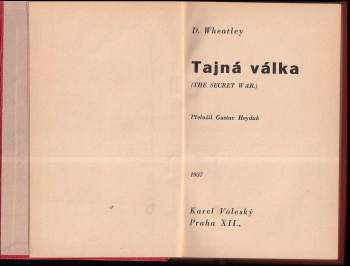 D. Wheatley
Tajná válka
(THE SECRET WAR.)
Přeložil Gustav Heyduk
1937
Karel Voleský
Praha XII.,